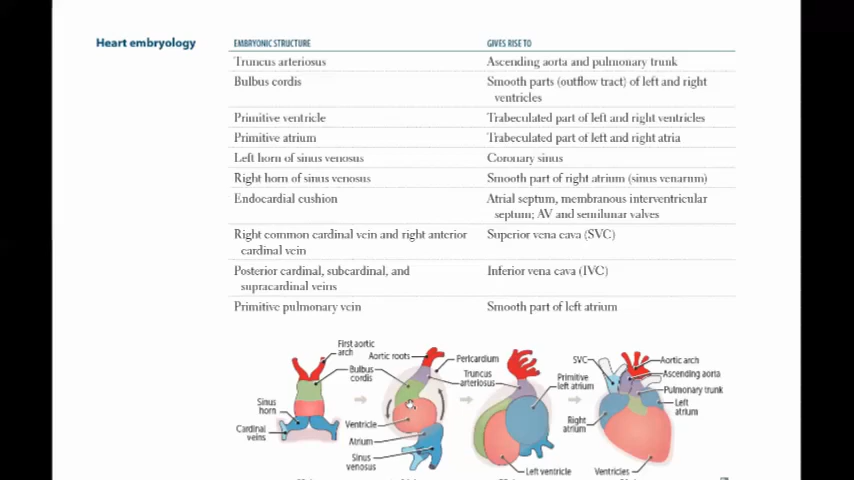 Heart embryology
EMBRYONIC STRUCTURE GIVES RISE TO
Truncus arteriosus Ascending aorta and pulmonary trunk
Bulbus cordis Smooth parts (outflow tract) of left and right
ventricles
Primitive ventricle Trabeculated part of left and right ventricles
Primitive atrium Trabeculated part of left and right atria
Left horn of sinus venosus Coronary sinus
Right horn of sinus venosus Smooth part of right atrium (sinus venarum)
Endocardial cushion Atrial septum, membranous interventricular
septum; AV and semilunar valves
Right common cardinal vein and right anterior Superior vena cava (SVC)
cardinal vein
Posterior cardinal, subcardinal, and Inferior vena cava (IVC)
supracardinal veins
Primitive pulmonary vein Smooth part of left atrium
First aortic
arch
Bulbus
cordis
Sinus
horn
Cardinal
veins
Aortic roots
Pericardium
Truncus
arteriosus
Ventricle
Atrium
Sinus
venosus
Primitive
left atrium
Left ventricle
SVC
Right
atrium
Ventricles
Aortic arch
Ascending aorta
Pulmonary trunk
Left
atrium